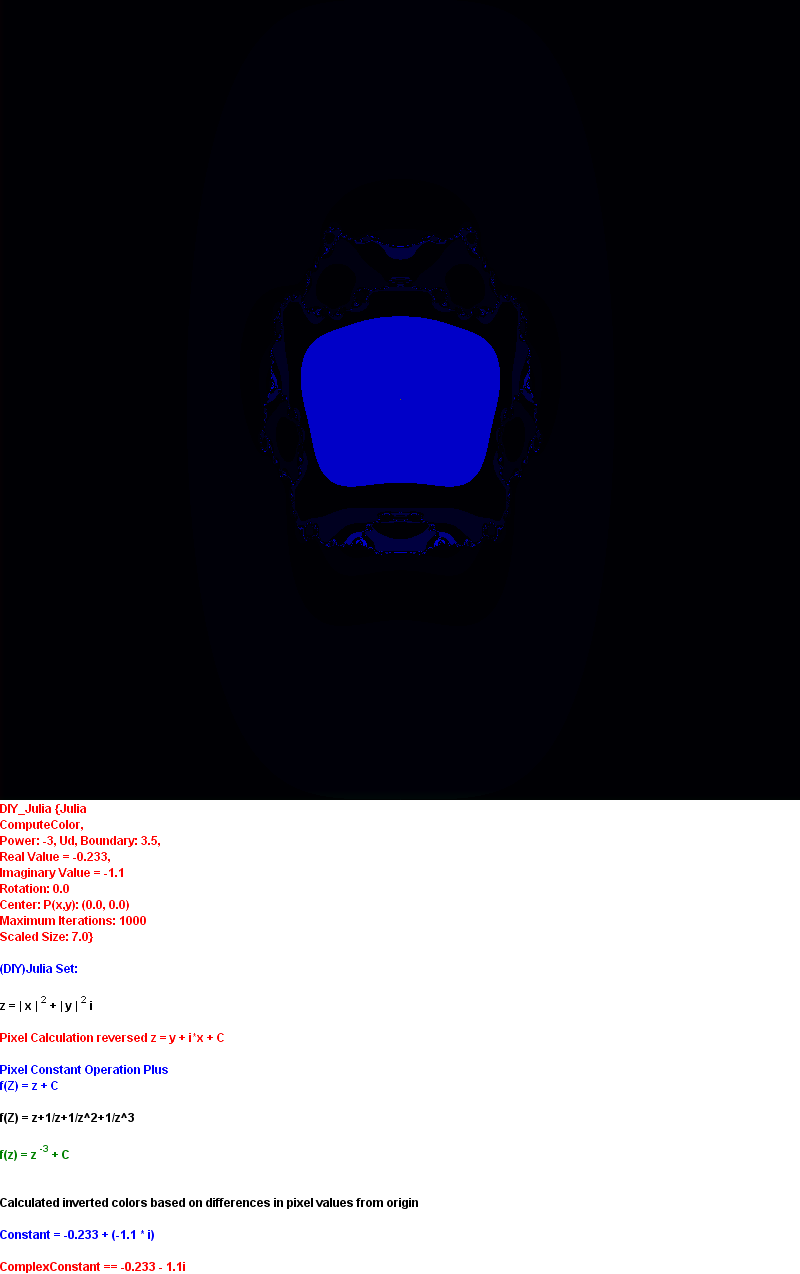 DIY_Julia {Julia
ComputeColor,
Power: -3, Ud, Boundary: 3.5,
Real Value = -0.233,
Imaginary Value = -1.1
Rotation: 0.0
Center: P(x,y): (0.0, 0.0)
Maximum Iterations: 1000
Scaled Size: 7.0}
(DIY)Julia Set:
z = | x | ² + | y | ² i
Pixel Calculation reversed z = y + i*x + C
Pixel Constant Operation Plus
f(Z) = z + C
f(Z) = z+1/z+1/z^2+1/z^3
f(z) = z ⁻³ + C
Calculated inverted colors based on differences in pixel values from origin
Constant = -0.233 + (-1.1 * i)
ComplexConstant == -0.233 - 1.1i